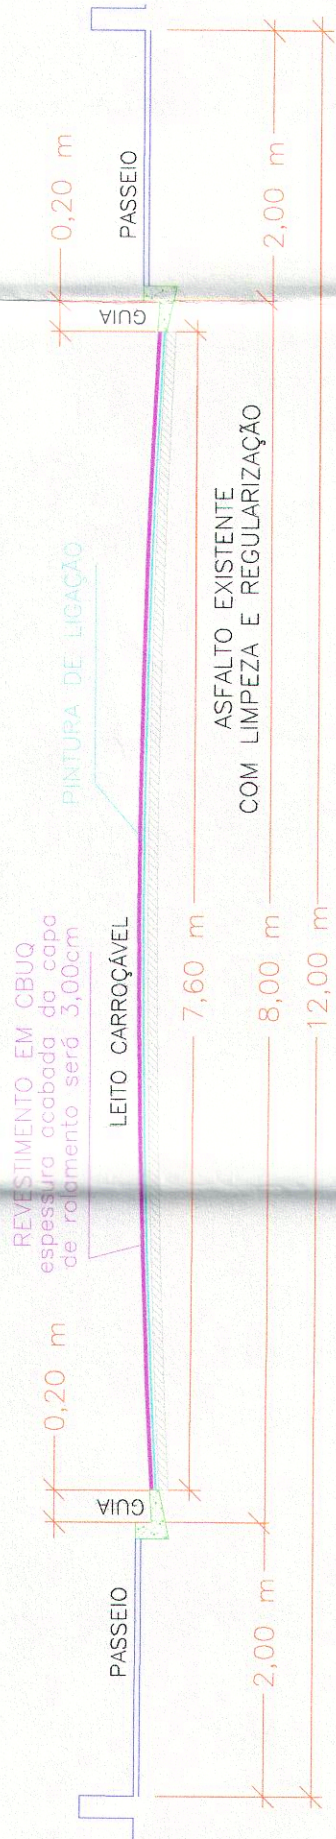 REVESTIMENTO EM CBUQ
espessura acabada da capa
de rolamento será 3,00cm
PINTURA DE LIGAÇÃO
0,20 m
0,20 m
PASSEIO
GUIA
LEITO CARROÇÁVEL
GUIA
PASSEIO
7,60 m
ASFALTO EXISTENTE
COM LIMPEZA E REGULARIZAÇÃO
2,00 m
8,00 m
2,00 m
12,00 m